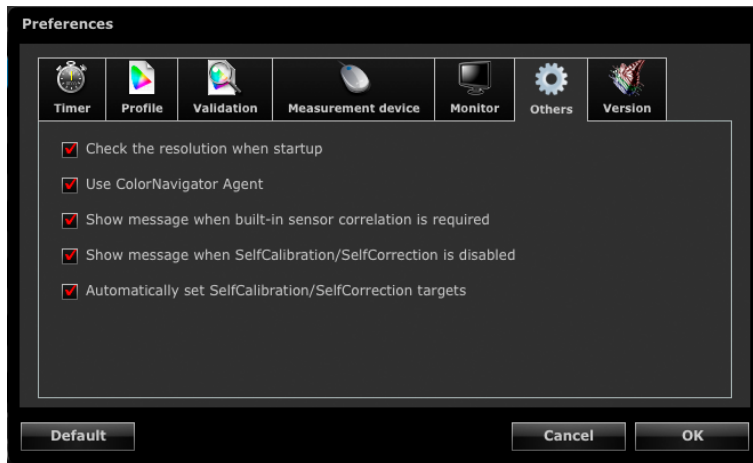 Preferences
Timer
Profile
Validation
Measurement device
Monitor
Others
Version
Check the resolution when startup
Use ColorNavigator Agent
Show message when built-in sensor correlation is required
Show message when SelfCalibration/SelfCorrection is disabled
Automatically set SelfCalibration/SelfCorrection targets
Default
Cancel
OK